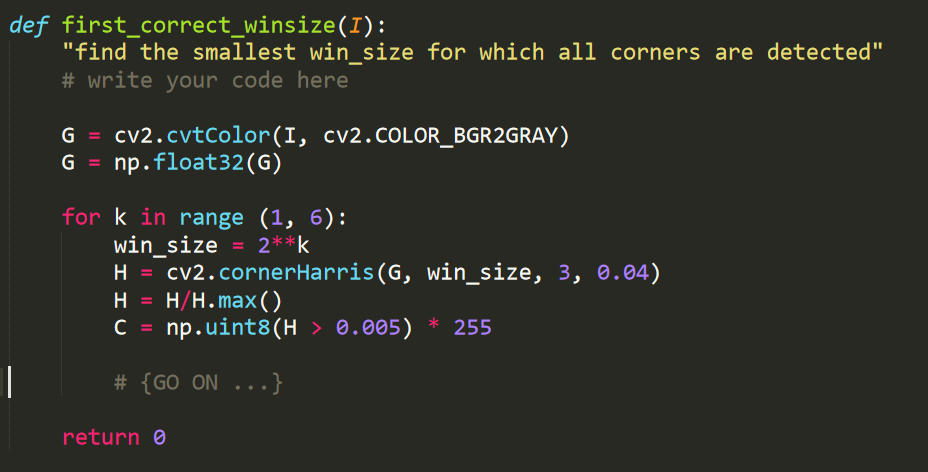 def first_correct_winsize(I):
    "find the smallest win_size for which all corners are detected"
    # write your code here
    G = cv2.cvtColor(I, cv2.COLOR_BGR2GRAY)
    G = np.float32(G)
    for k in range (1, 6):
        win_size = 2**k
        H = cv2.cornerHarris(G, win_size, 3, 0.04)
        H = H/H.max()
        C = np.uint8(H > 0.005) * 255
        # {GO ON ...}
    return 0